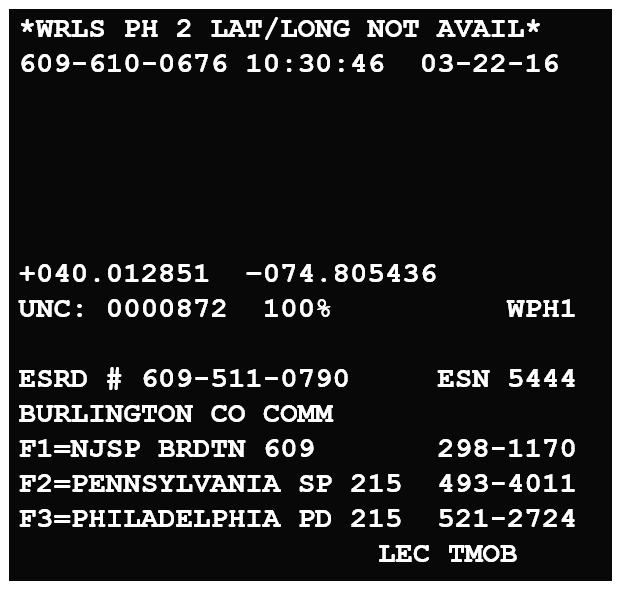 *WRLS PH 2 LAT/LONG NOT AVAIL*
609-610-0676 10:30:46 03-22-16
+040.012851 -074.805436
UNC: 0000872 100% WPH1
ESRD # 609-511-0790 ESN 5444
BURLINGTON CO COMM
F1=NJSP BRDTN 609 298-1170
F2=PENNSYLVANIA SP 215 493-4011
F3=PHILADELPHIA PD 215 521-2724
LEC TMOB